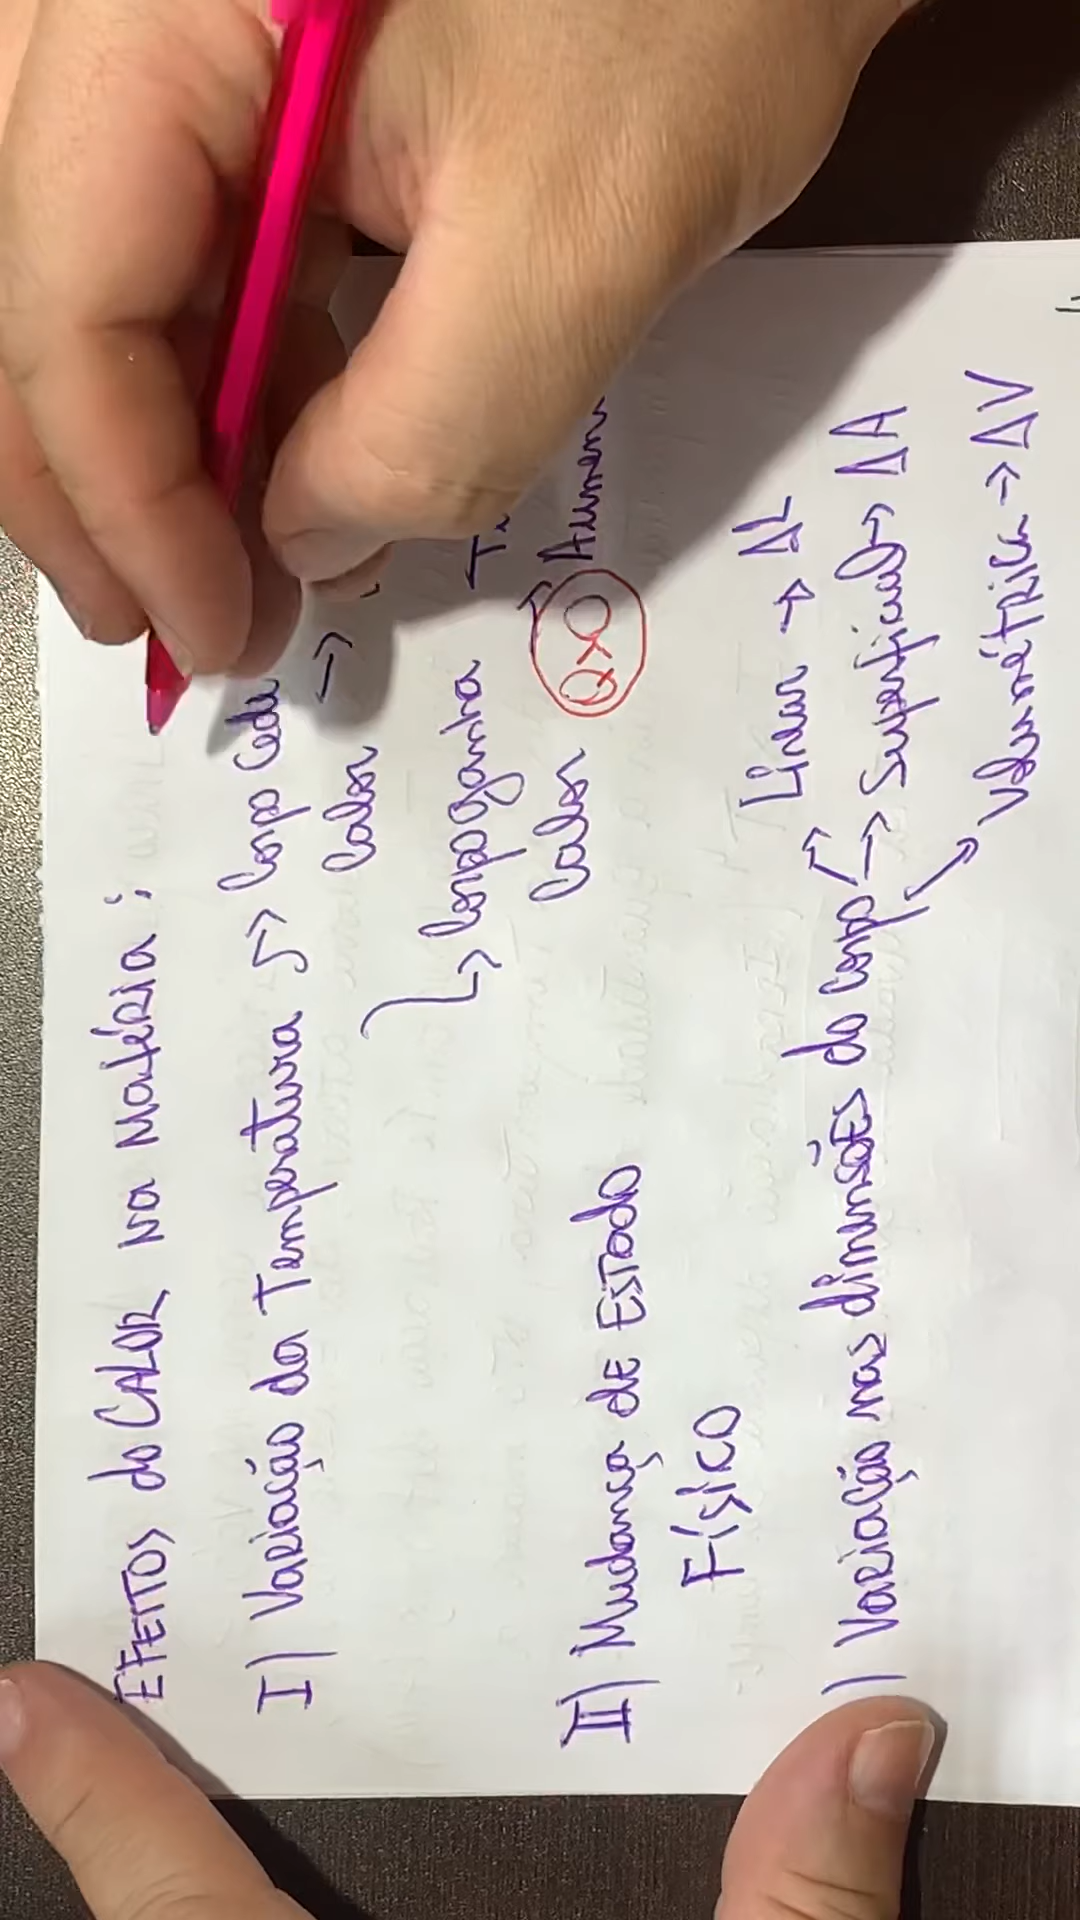 EFEITOS do CALOR NA MATÉRIA:
I) Variação da Temperatura → Corpo Cede
Calor →
↳ Corpo ganha
Calor → Aumen
II) Mudança de ESTADO
Físico
) Variação nas dimensões do corpo → Linear → ΔL
→ Superficial → ΔA
→ Volumétrica → ΔV